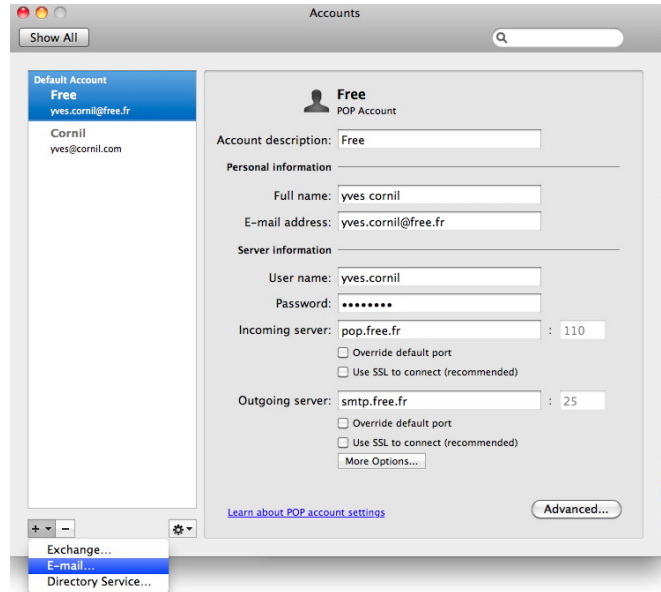 Accounts
Show All
Default Account
Free
yves.cornil@free.fr
Cornil
yves@cornil.com
Free
POP Account
Account description: Free
Personal information
Full name: yves cornil
E-mail address: yves.cornil@free.fr
Server information
User name: yves.cornil
Password: ••••••••
Incoming server: pop.free.fr : 110
Override default port
Use SSL to connect (recommended)
Outgoing server: smtp.free.fr : 25
Override default port
Use SSL to connect (recommended)
More Options...
Learn about POP account settings
Advanced...
+ −
Exchange...
E-mail...
Directory Service...